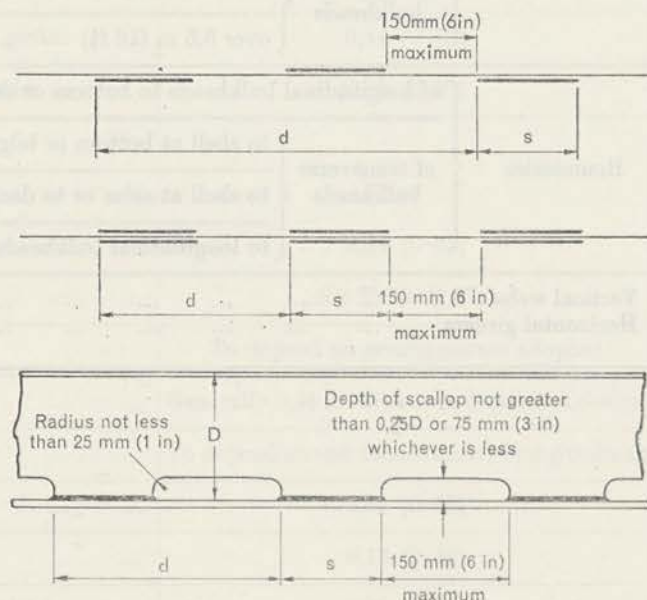 150mm (6in)
maximum
d
s
d
s
150 mm (6 in)
maximum
Radius not less
than 25 mm (1 in)
D
Depth of scallop not greater
than 0,25D or 75 mm (3 in)
whichever is less
d
s
150 mm (6 in)
maximum